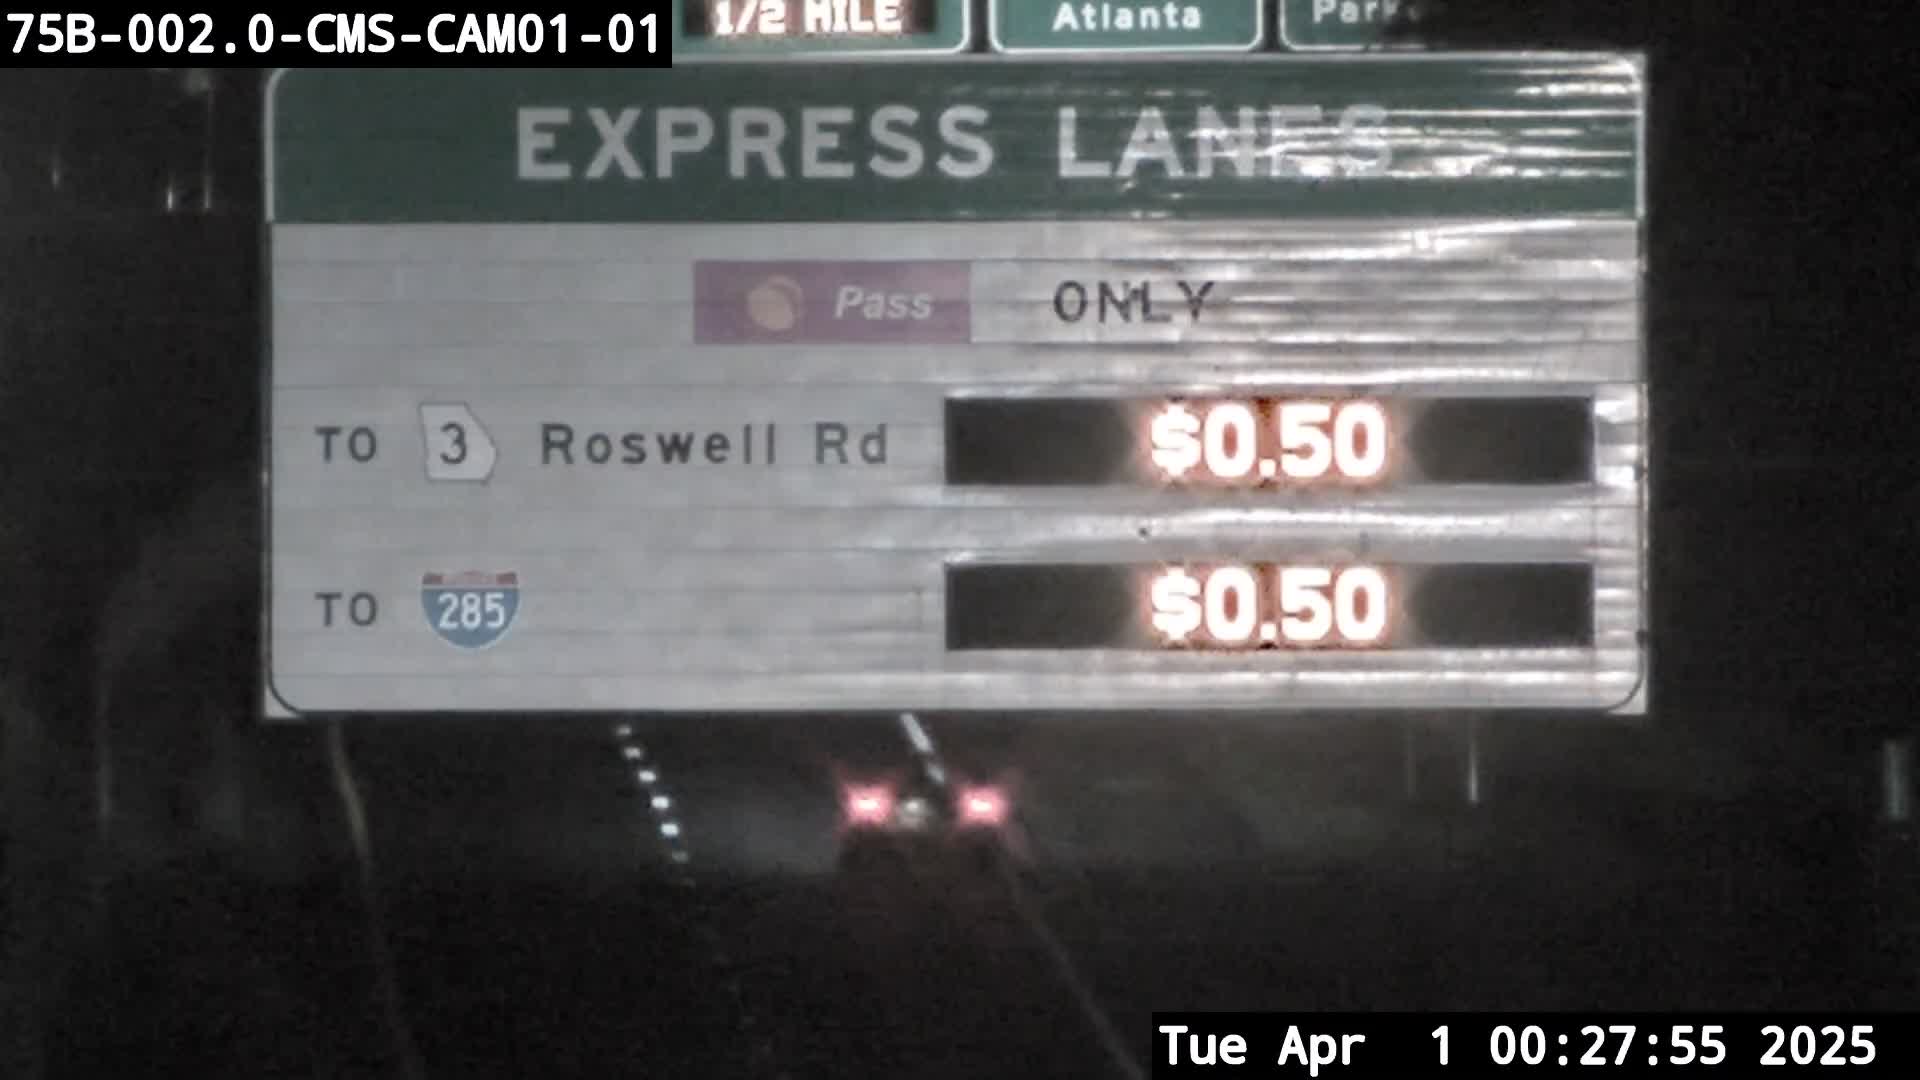 75B-002.0-CMS-CAM01-01
1/2 MILE
Atlanta
EXPRESS LANES
Pass ONLY
TO 3 Roswell Rd $0.50
TO 285 $0.50
Tue Apr 1 00:27:55 2025